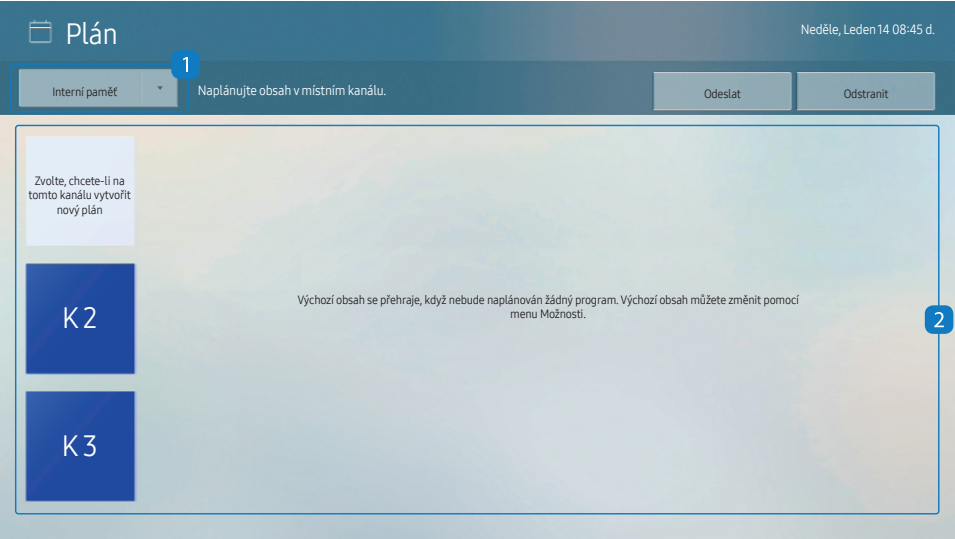 Plán
Neděle, Leden 14 08:45 d.
1
Interní paměť
Naplánujte obsah v místním kanálu.
Odeslat
Odstranit
Zvolte, chcete-li na
tomto kanálu vytvořit
nový plán
K 2
Výchozí obsah se přehraje, když nebude naplánován žádný program. Výchozí obsah můžete změnit pomocí
menu Možnosti.
2
K 3